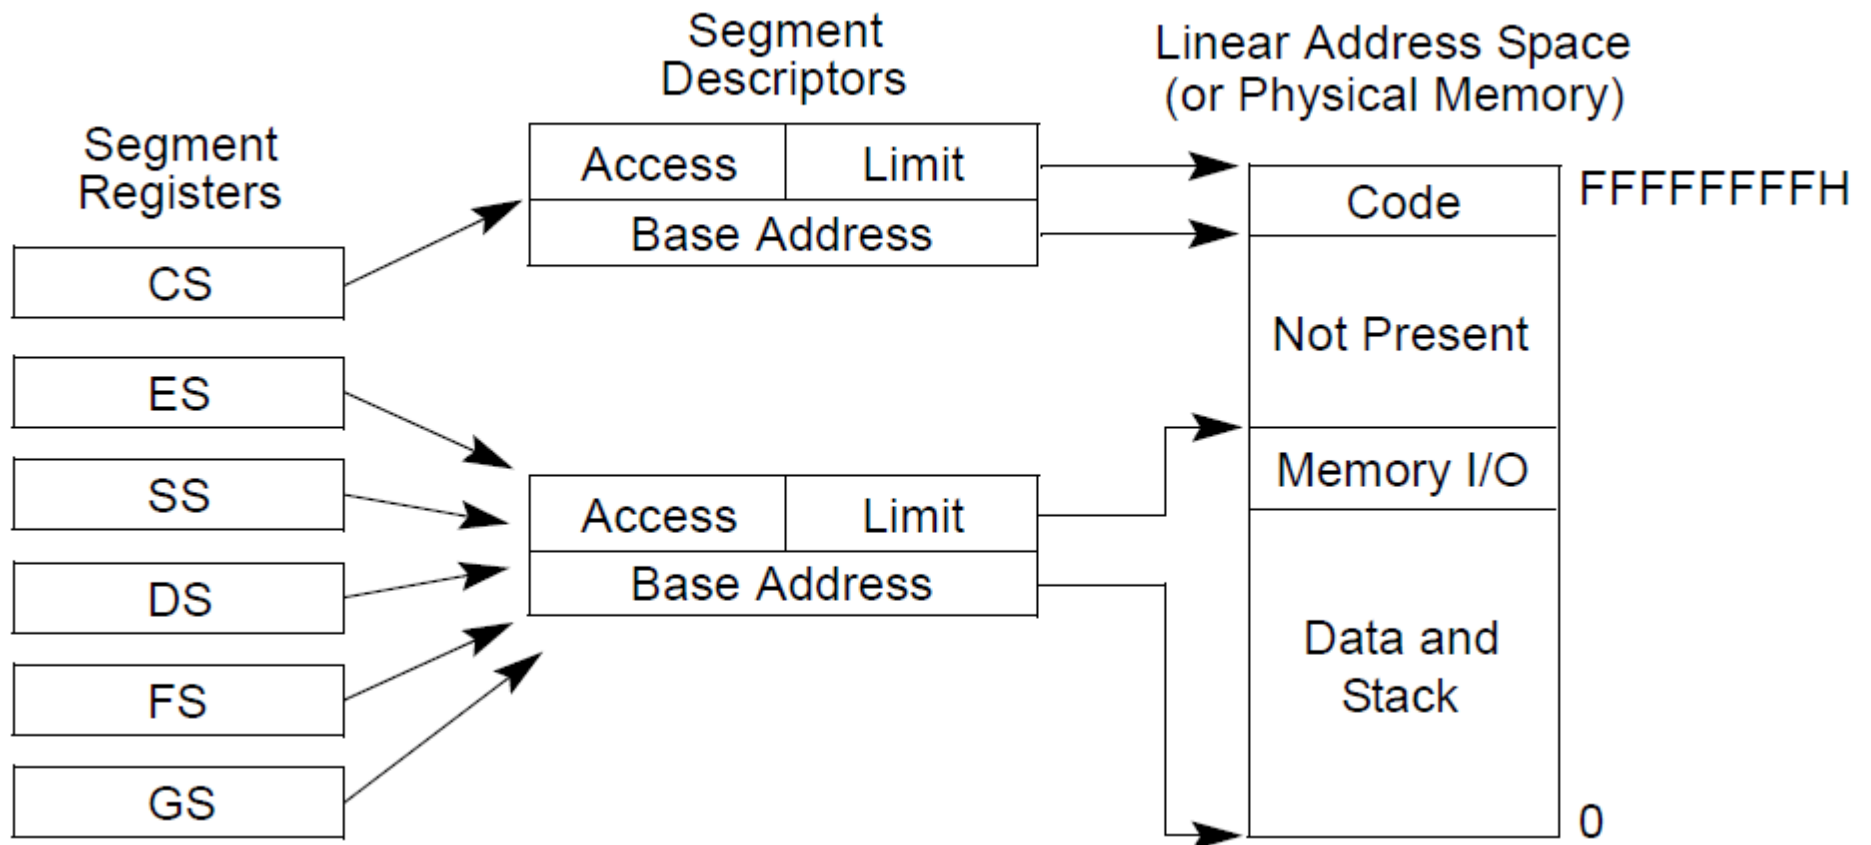 Segment
Descriptors
Linear Address Space
(or Physical Memory)
Segment
Registers
Access
Limit
Base Address
Code
FFFFFFFFH
CS
Not Present
ES
SS
Access
Limit
Base Address
Memory I/O
DS
Data and
Stack
FS
GS
0